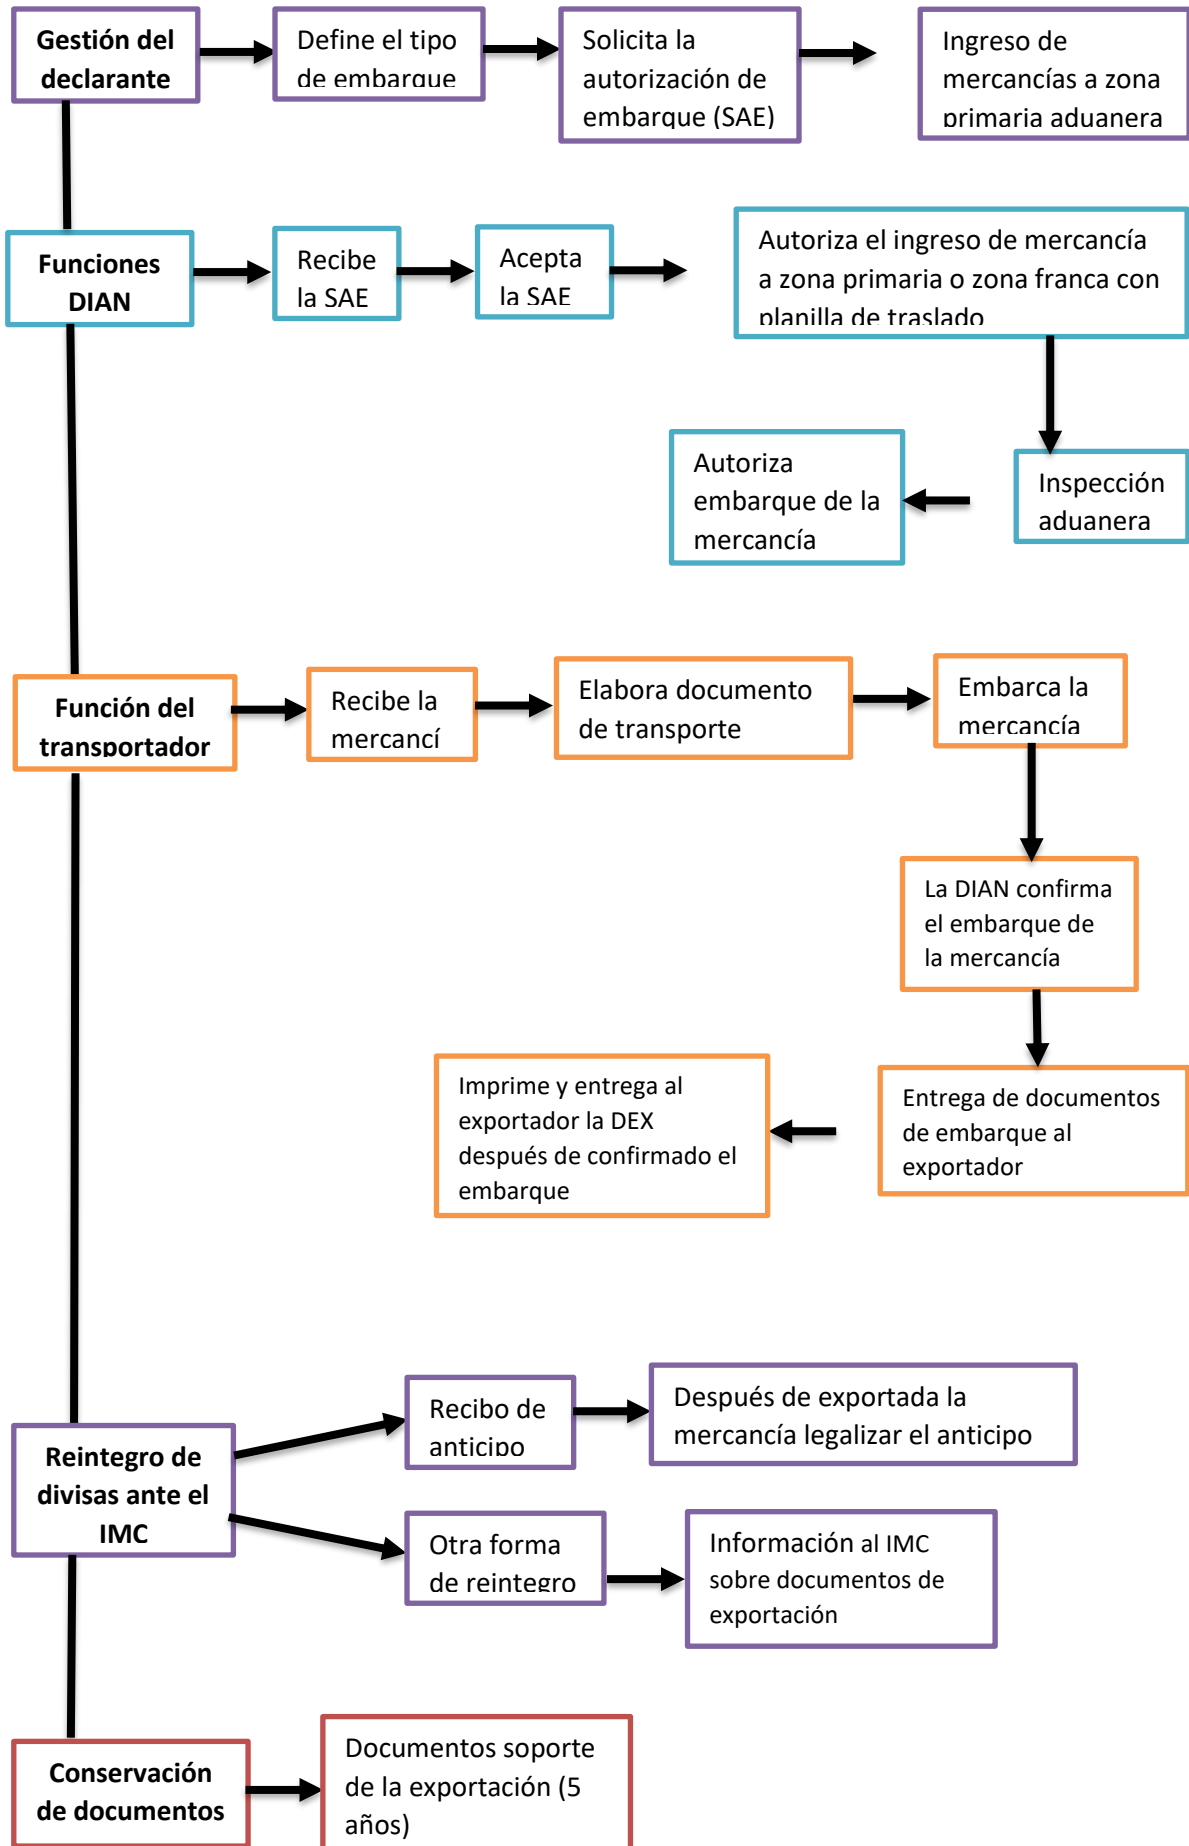 Gestión del
declarante
Define el tipo
de embarque
Solicita la
autorización de
embarque (SAE)
Ingreso de
mercancías a zona
primaria aduanera
Funciones
DIAN
Recibe
la SAE
Acepta
la SAE
Autoriza el ingreso de mercancía
a zona primaria o zona franca con
planilla de traslado
Autoriza
embarque de la
mercancía
Inspección
aduanera
Función del
transportador
Recibe la
mercancí
Elabora documento
de transporte
Embarca la
mercancía
La DIAN confirma
el embarque de
la mercancía
Imprime y entrega al
exportador la DEX
después de confirmado el
embarque
Entrega de documentos
de embarque al
exportador
Reintegro de
divisas ante el
IMC
Recibo de
anticipo
Después de exportada la
mercancía legalizar el anticipo
Otra forma
de reintegro
Información al IMC
sobre documentos de
exportación
Conservación
de documentos
Documentos soporte
de la exportación (5
años)